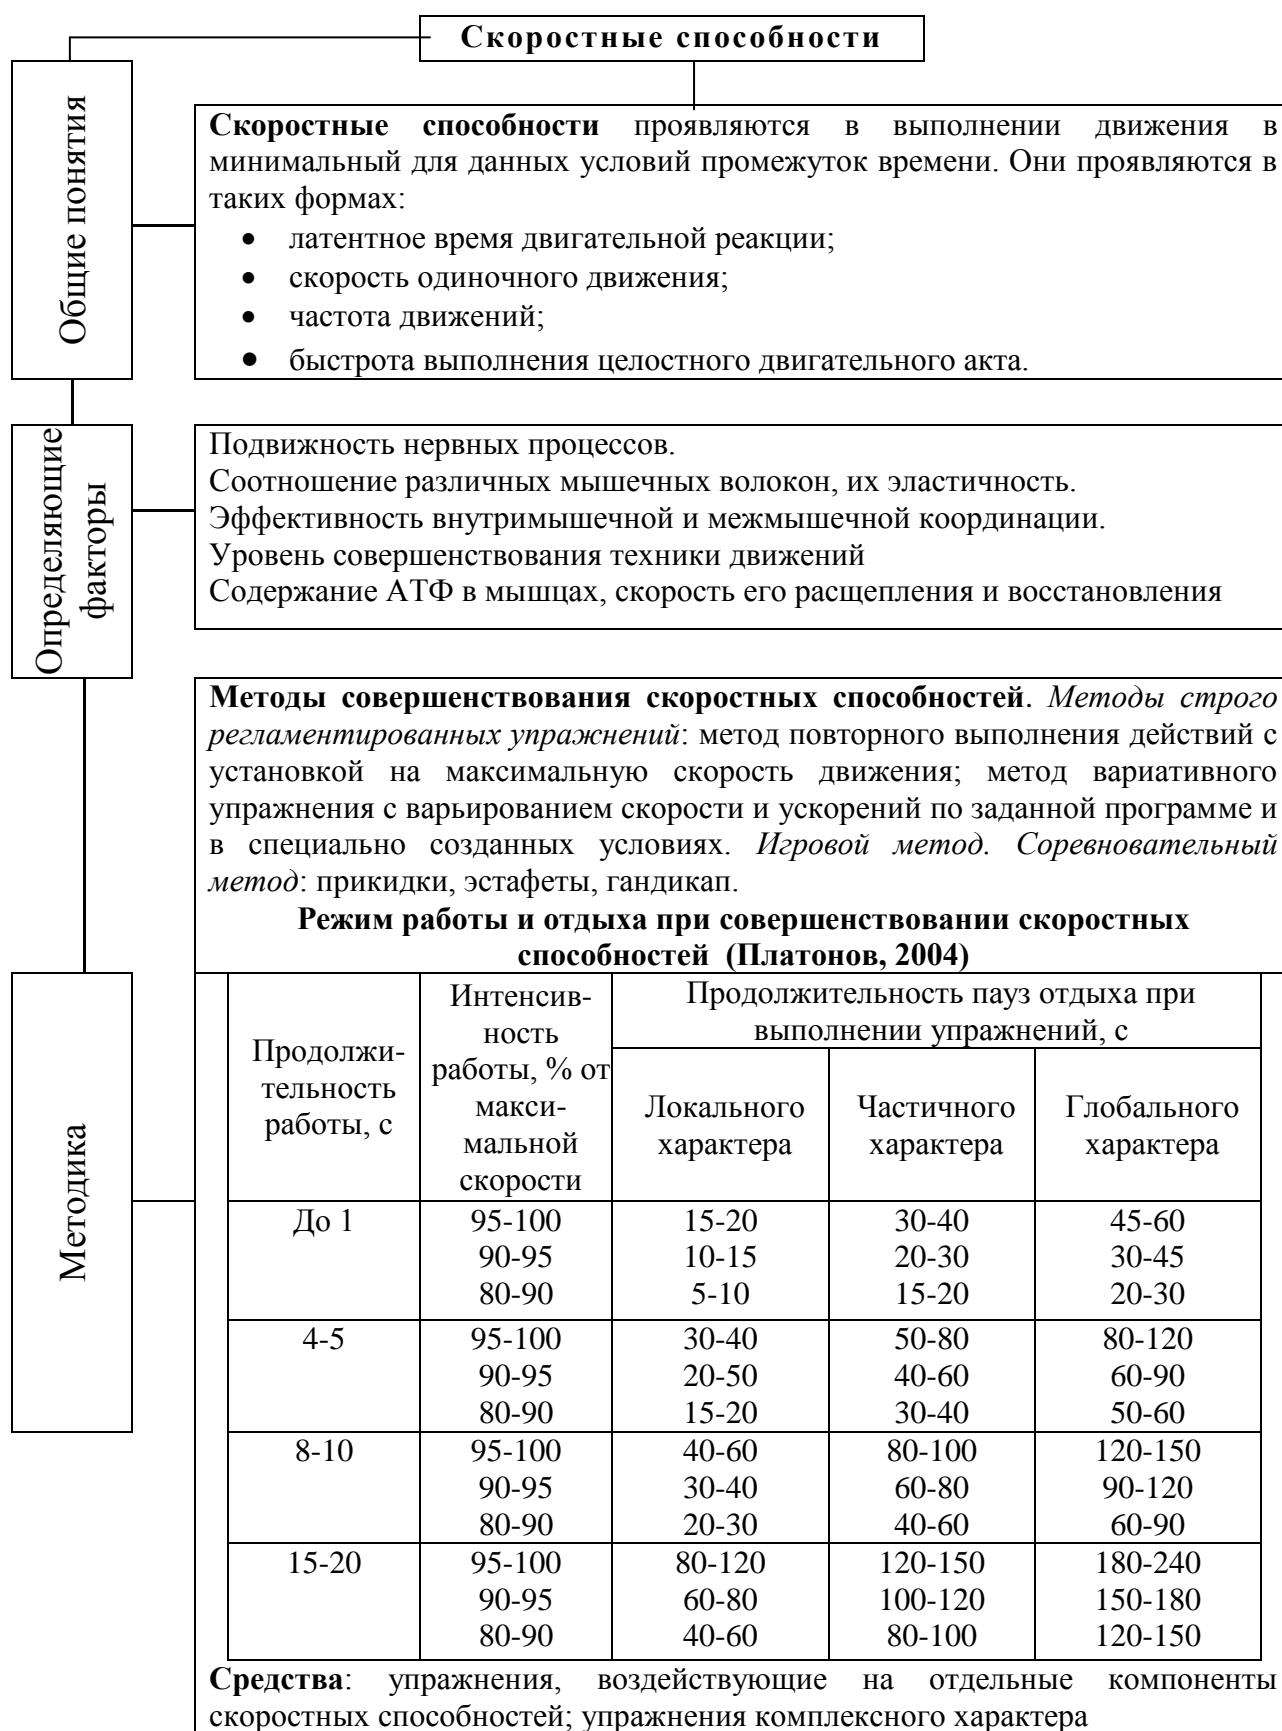 Скоростные способности
Общие понятия
Скоростные способности проявляются в выполнении движения в
минимальный для данных условий промежуток времени. Они проявляются в
таких формах:
• латентное время двигательной реакции;
• скорость одиночного движения;
• частота движений;
• быстрота выполнения целостного двигательного акта.
Определяющие
факторы
Подвижность нервных процессов.
Соотношение различных мышечных волокон, их эластичность.
Эффективность внутримышечной и межмышечной координации.
Уровень совершенствования техники движений
Содержание АТФ в мышцах, скорость его расщепления и восстановления
Методика
Методы совершенствования скоростных способностей. Методы строго
регламентированных упражнений: метод повторного выполнения действий с
установкой на максимальную скорость движения; метод вариативного
упражнения с варьированием скорости и ускорений по заданной программе и
в специально созданных условиях. Игровой метод. Соревновательный
метод: прикидки, эстафеты, гандикап.
Режим работы и отдыха при совершенствовании скоростных
способностей (Платонов, 2004)
Продолжи-
тельность
работы, с
Интенсив-
ность
работы, % от
макси-
мальной
скорости
Продолжительность пауз отдыха при
выполнении упражнений, с
Локального
характера
Частичного
характера
Глобального
характера
До 1 95-100 15-20 30-40 45-60
90-95 10-15 20-30 30-45
80-90 5-10 15-20 20-30
4-5 95-100 30-40 50-80 80-120
90-95 20-50 40-60 60-90
80-90 15-20 30-40 50-60
8-10 95-100 40-60 80-100 120-150
90-95 30-40 60-80 90-120
80-90 20-30 40-60 60-90
15-20 95-100 80-120 120-150 180-240
90-95 60-80 100-120 150-180
80-90 40-60 80-100 120-150
Средства: упражнения, воздействующие на отдельные компоненты
скоростных способностей; упражнения комплексного характера